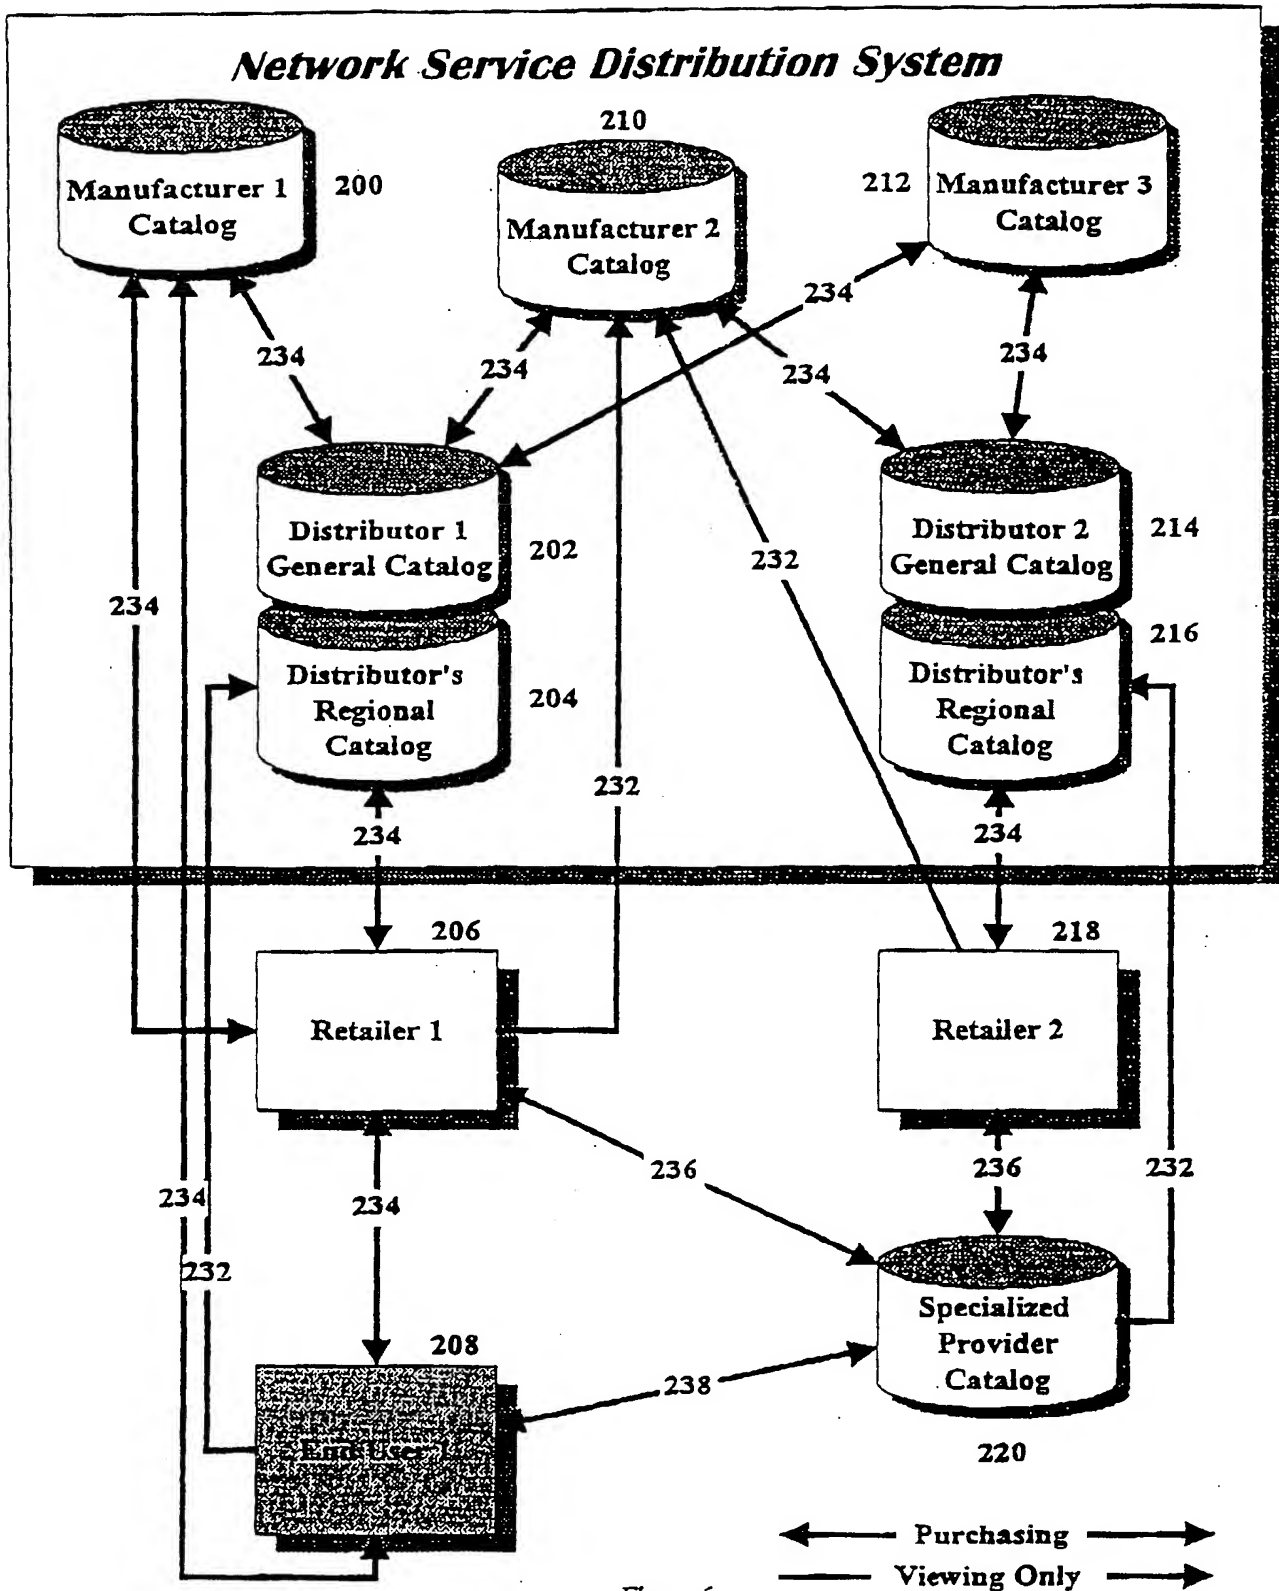 Network Service Distribution System
210
Manufacturer 1
Catalog
200
Manufacturer 2
Catalog
212
Manufacturer 3
Catalog
234
234
234
234
234
Distributor 1
General Catalog
202
Distributor 2
General Catalog
214
232
234
216
Distributor's
Regional
Catalog
204
Distributor's
Regional
Catalog
232
234
234
206
218
Retailer 1
Retailer 2
236
236
232
234
234
232
Specialized
Provider
Catalog
208
238
End User 1
220
Purchasing
Viewing Only